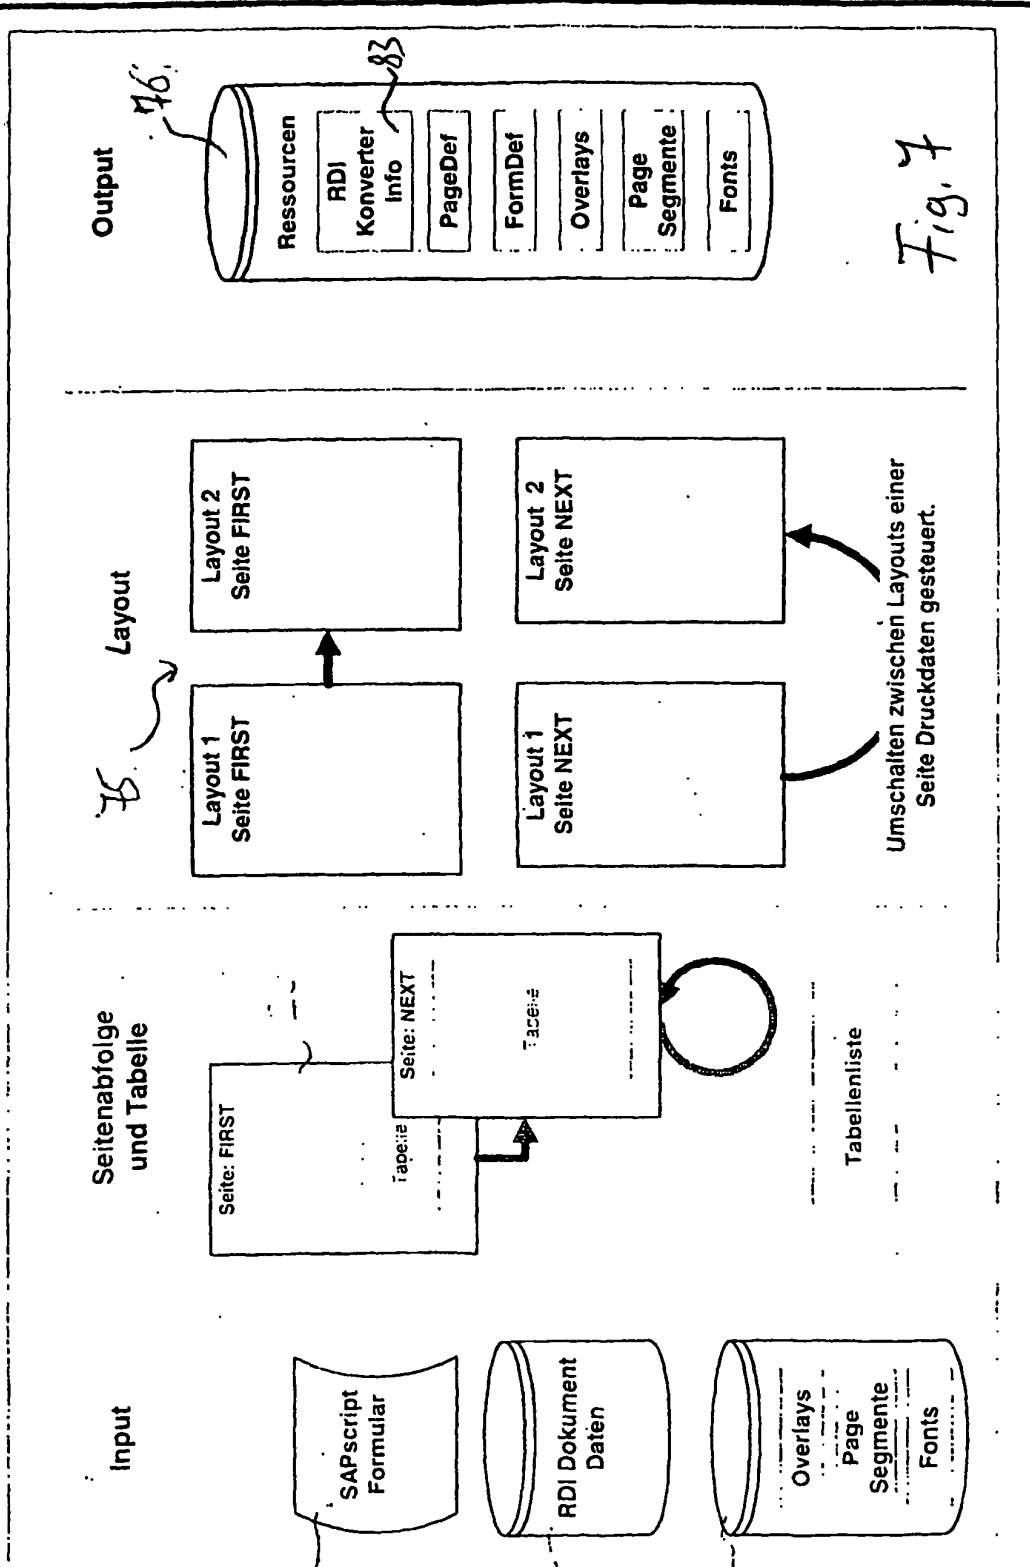 Input
SAPscript
Formular
RDI Dokument
Daten
Overlays
Page
Segmente
Fonts
Seitenabfolge
und Tabelle
Seite: FIRST
Tabelle
Seite: NEXT
Tabelle
Tabellenliste
75
Layout
Layout 1
Seite FIRST
Layout 2
Seite FIRST
Layout 1
Seite NEXT
Layout 2
Seite NEXT
Umschalten zwischen Layouts einer
Seite Druckdaten gesteuert.
Output
76
Ressourcen
RDI
Konverter
Info
83
PageDef
FormDef
Overlays
Page
Segmente
Fonts
Fig. 7